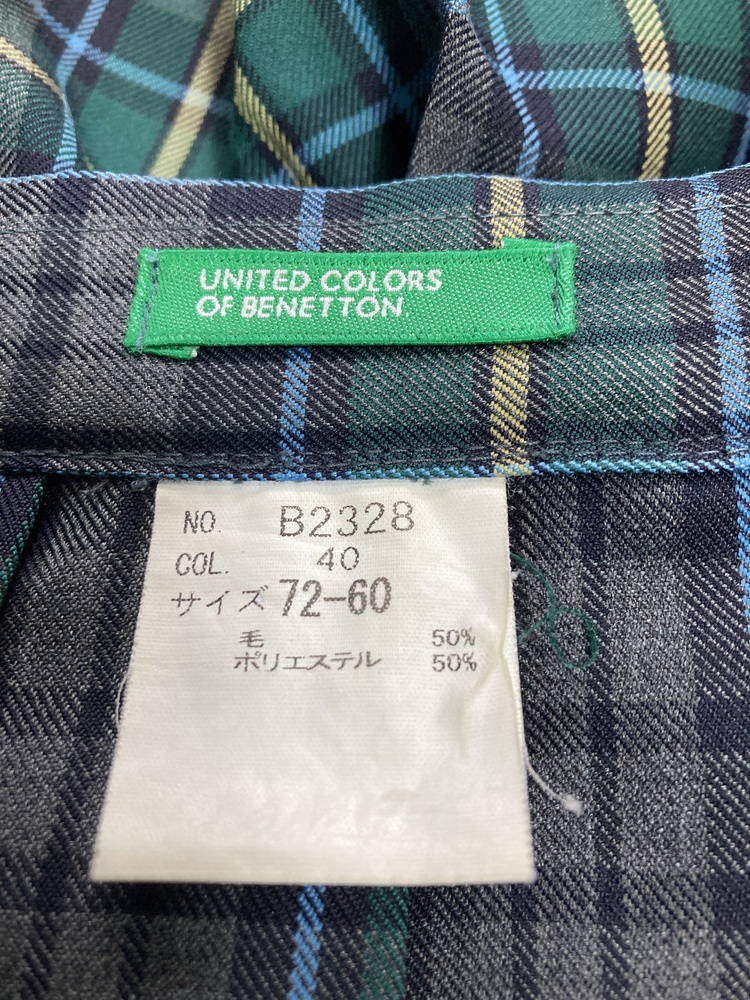 UNITED COLORS
OF BENETTON.
NO. B2328
COL. 40
サイズ 72-60
毛 50%
ポリエステル 50%